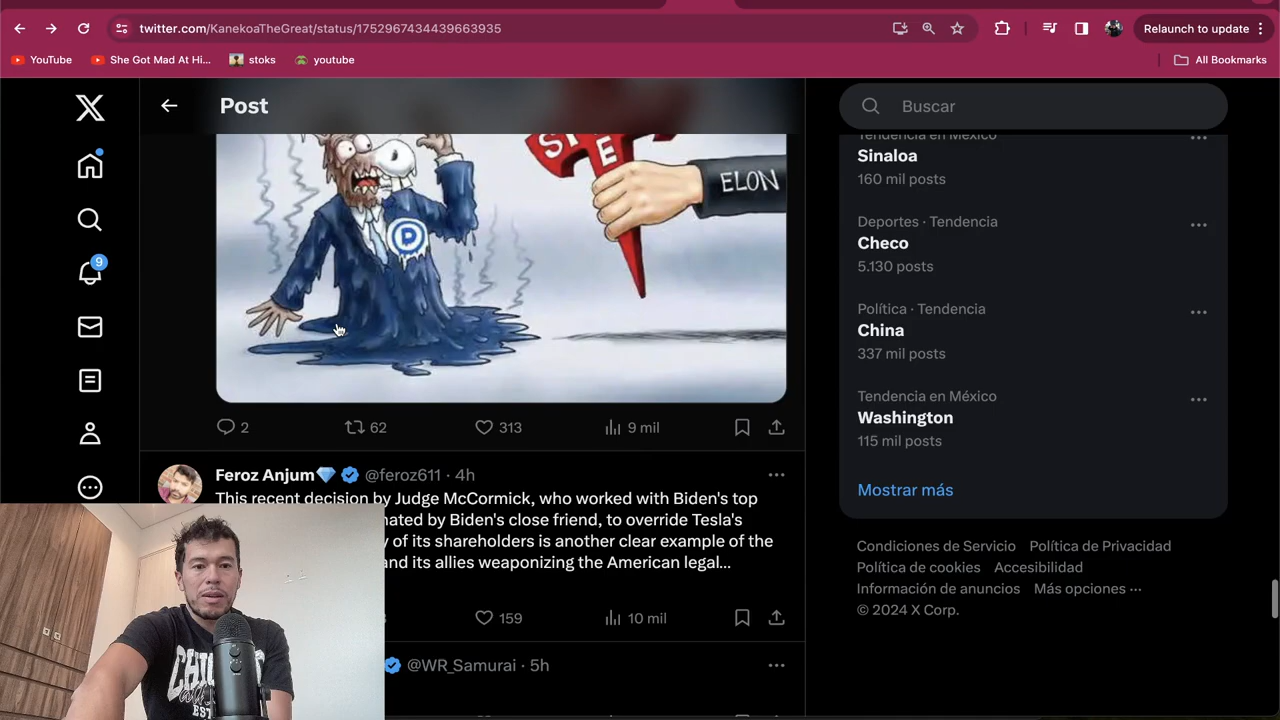 twitter.com/KanekoaTheGreat/status/1752967434439663935
Relaunch to update
YouTube
She Got Mad At Hi...
stoks
youtube
All Bookmarks
Post
Buscar
ELON
2
62
313
9 mil
Feroz Anjum @feroz611 · 4h
This recent decision by Judge McCormick, who worked with Biden's top
nated by Biden's close friend, to override Tesla's
y of its shareholders is another clear example of the
and its allies weaponizing the American legal...
159
10 mil
@WR_Samurai · 5h
9
Tendencia en México
Sinaloa
160 mil posts
Deportes · Tendencia
Checo
5.130 posts
Política · Tendencia
China
337 mil posts
Tendencia en México
Washington
115 mil posts
Mostrar más
Condiciones de Servicio Política de Privacidad
Política de cookies Accesibilidad
Información de anuncios Más opciones ···
© 2024 X Corp.